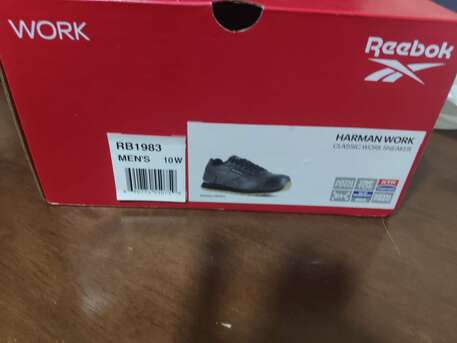 WORK
Reebok
RB1983
MEN'S 10W
HARMAN WORK
CLASSIC WORK SNEAKER